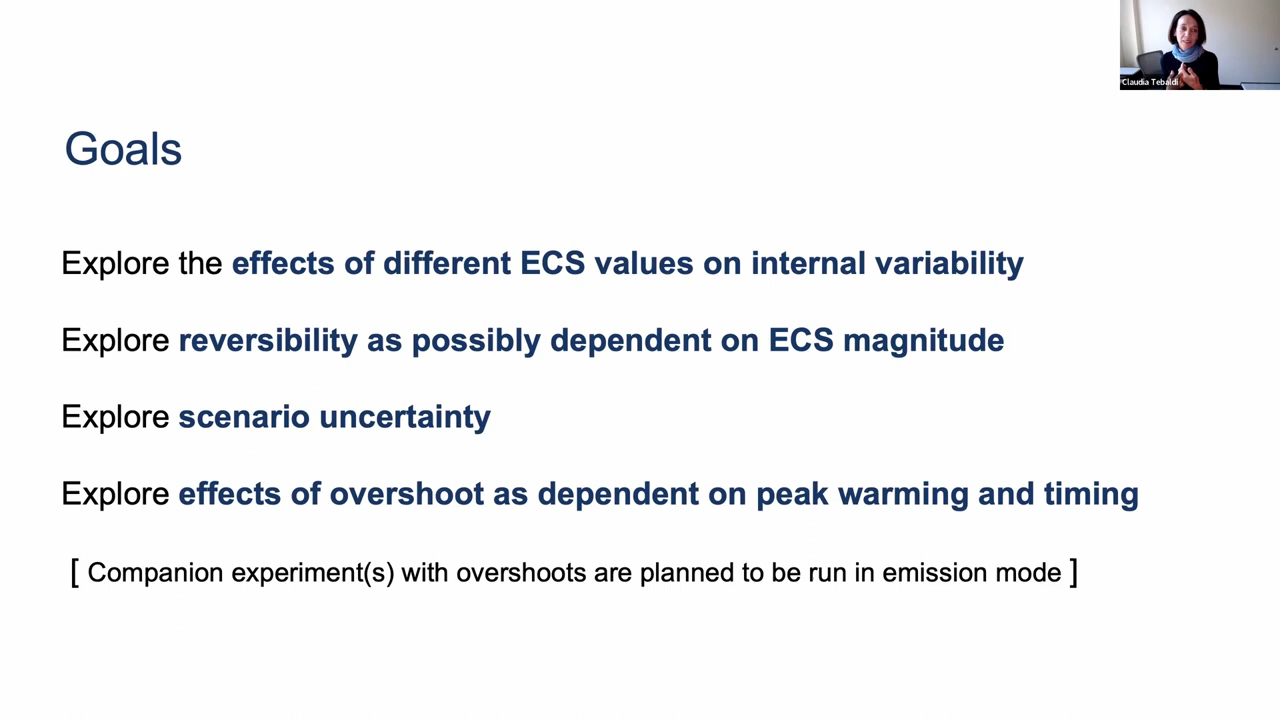 Claudia Tebaldi
Goals
Explore the effects of different ECS values on internal variability
Explore reversibility as possibly dependent on ECS magnitude
Explore scenario uncertainty
Explore effects of overshoot as dependent on peak warming and timing
[ Companion experiment(s) with overshoots are planned to be run in emission mode ]